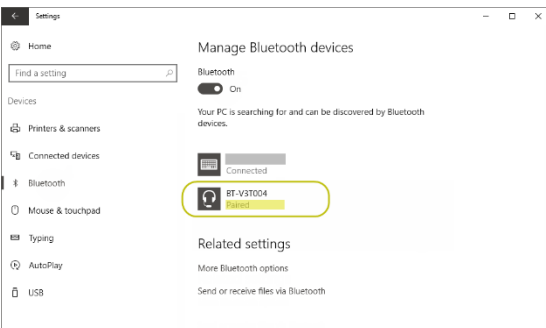 Settings
Home
Find a setting
Devices
Printers & scanners
Connected devices
Bluetooth
Mouse & touchpad
Typing
AutoPlay
USB
Manage Bluetooth devices
Bluetooth
On
Your PC is searching for and can be discovered by Bluetooth
devices.
Connected
BT-V3T004
Paired
Related settings
More Bluetooth options
Send or receive files via Bluetooth